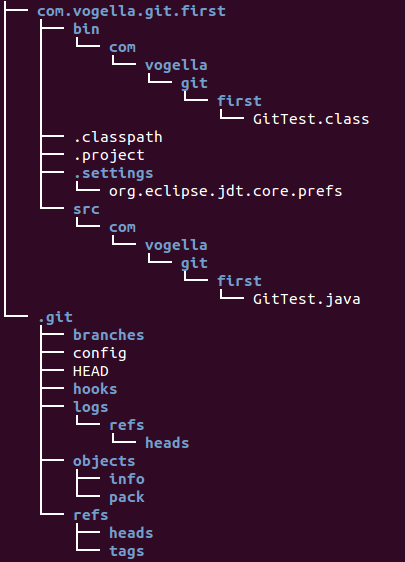 com.vogella.git.first
bin
com
vogella
git
first
GitTest.class
.classpath
.project
.settings
org.eclipse.jdt.core.prefs
src
com
vogella
git
first
GitTest.java
.git
branches
config
HEAD
hooks
logs
refs
heads
objects
info
pack
refs
heads
tags